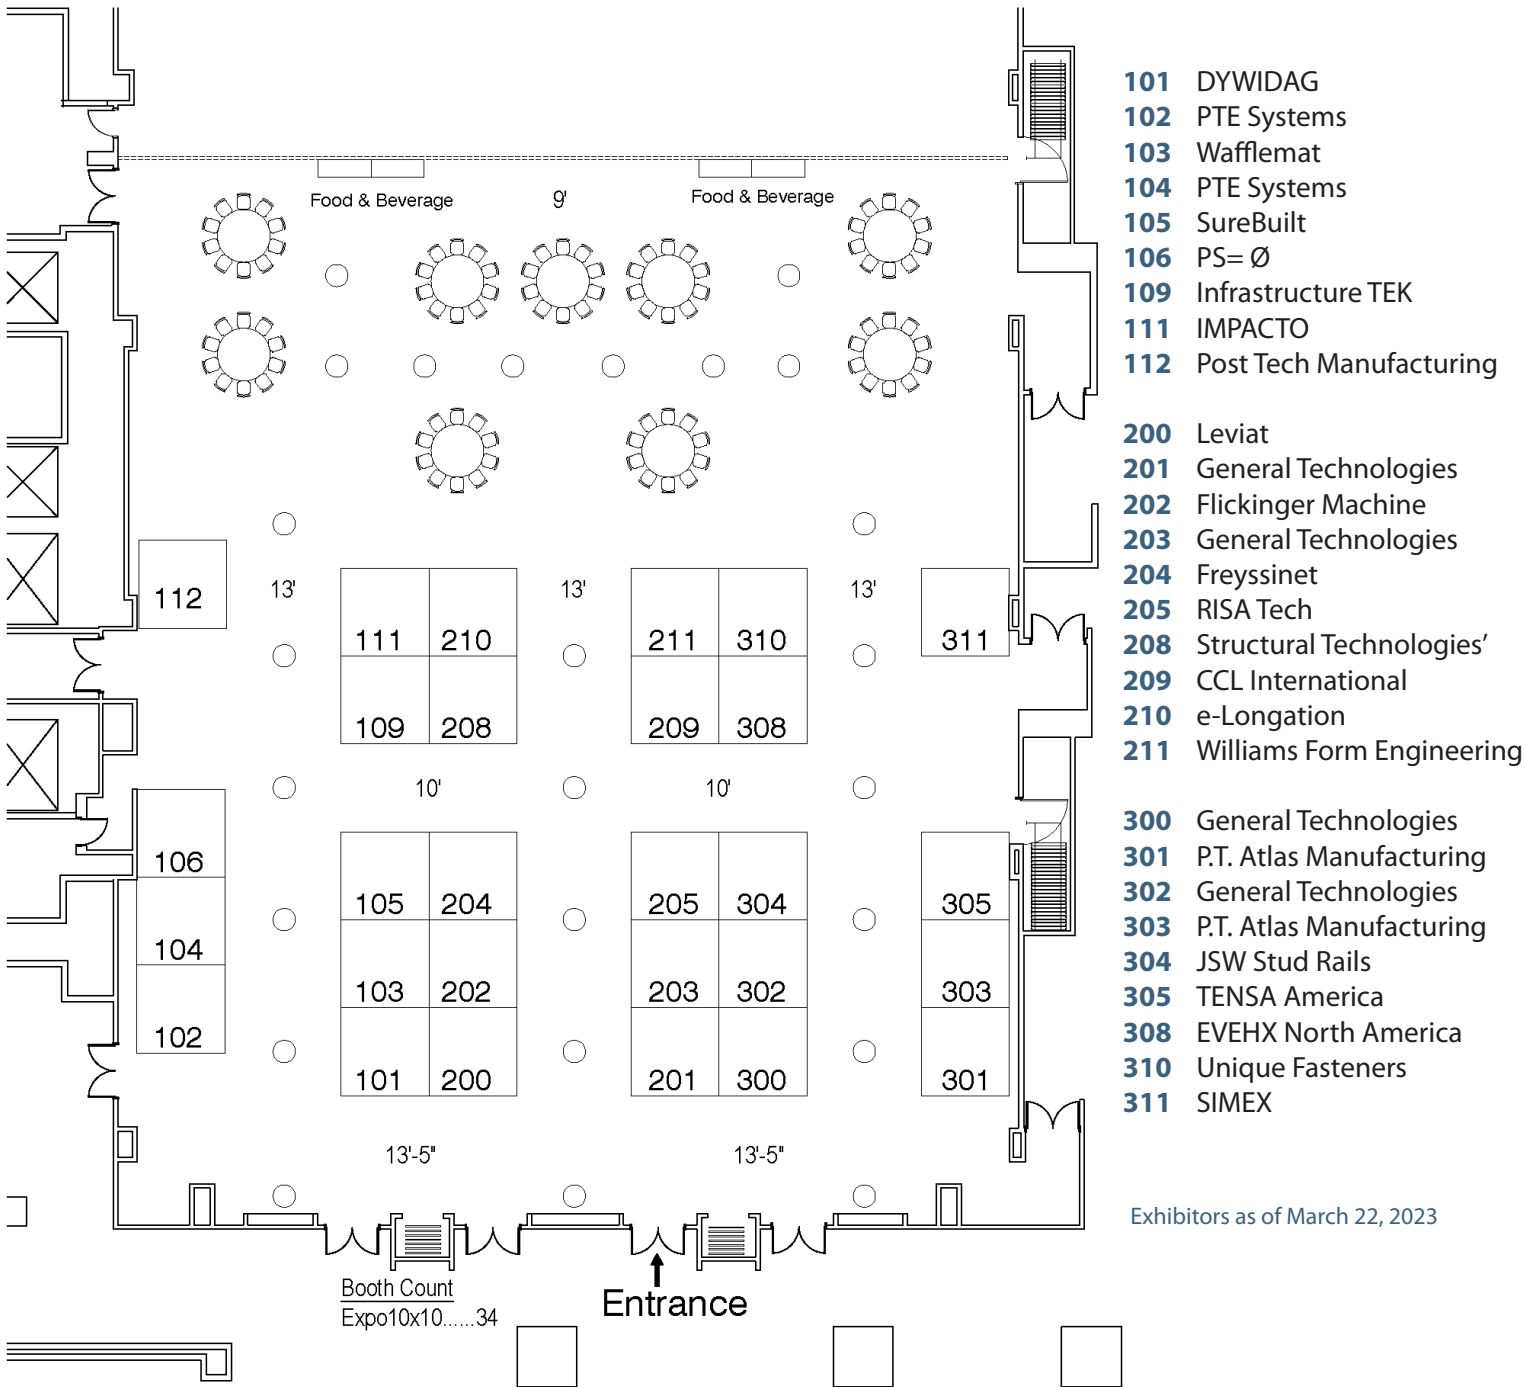 Food & Beverage
9'
Food & Beverage
112
13'
13'
13'
111 210
211 310
311
109 208
209 308
10'
10'
106
105 204
205 304
305
104
103 202
203 302
303
102
101 200
201 300
301
13'-5"
13'-5"
Booth Count
Expo10x10......34
Entrance
101 DYWIDAG
102 PTE Systems
103 Wafflemat
104 PTE Systems
105 SureBuilt
106 PS= Ø
109 Infrastructure TEK
111 IMPACTO
112 Post Tech Manufacturing
200 Leviat
201 General Technologies
202 Flickinger Machine
203 General Technologies
204 Freyssinet
205 RISA Tech
208 Structural Technologies’
209 CCL International
210 e-Longation
211 Williams Form Engineering
300 General Technologies
301 P.T. Atlas Manufacturing
302 General Technologies
303 P.T. Atlas Manufacturing
304 JSW Stud Rails
305 TENSA America
308 EVEHX North America
310 Unique Fasteners
311 SIMEX
Exhibitors as of March 22, 2023